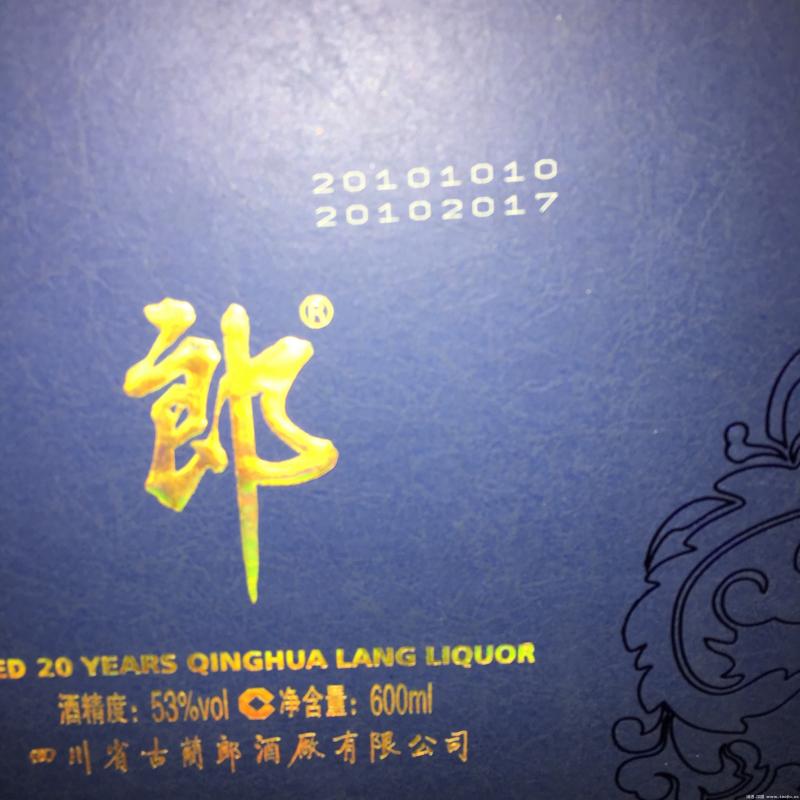 20101010
20102017
郎®
ED 20 YEARS QINGHUA LANG LIQUOR
酒精度：53%vol 净含量：600ml
四川省古蔺郎酒厰有限公司